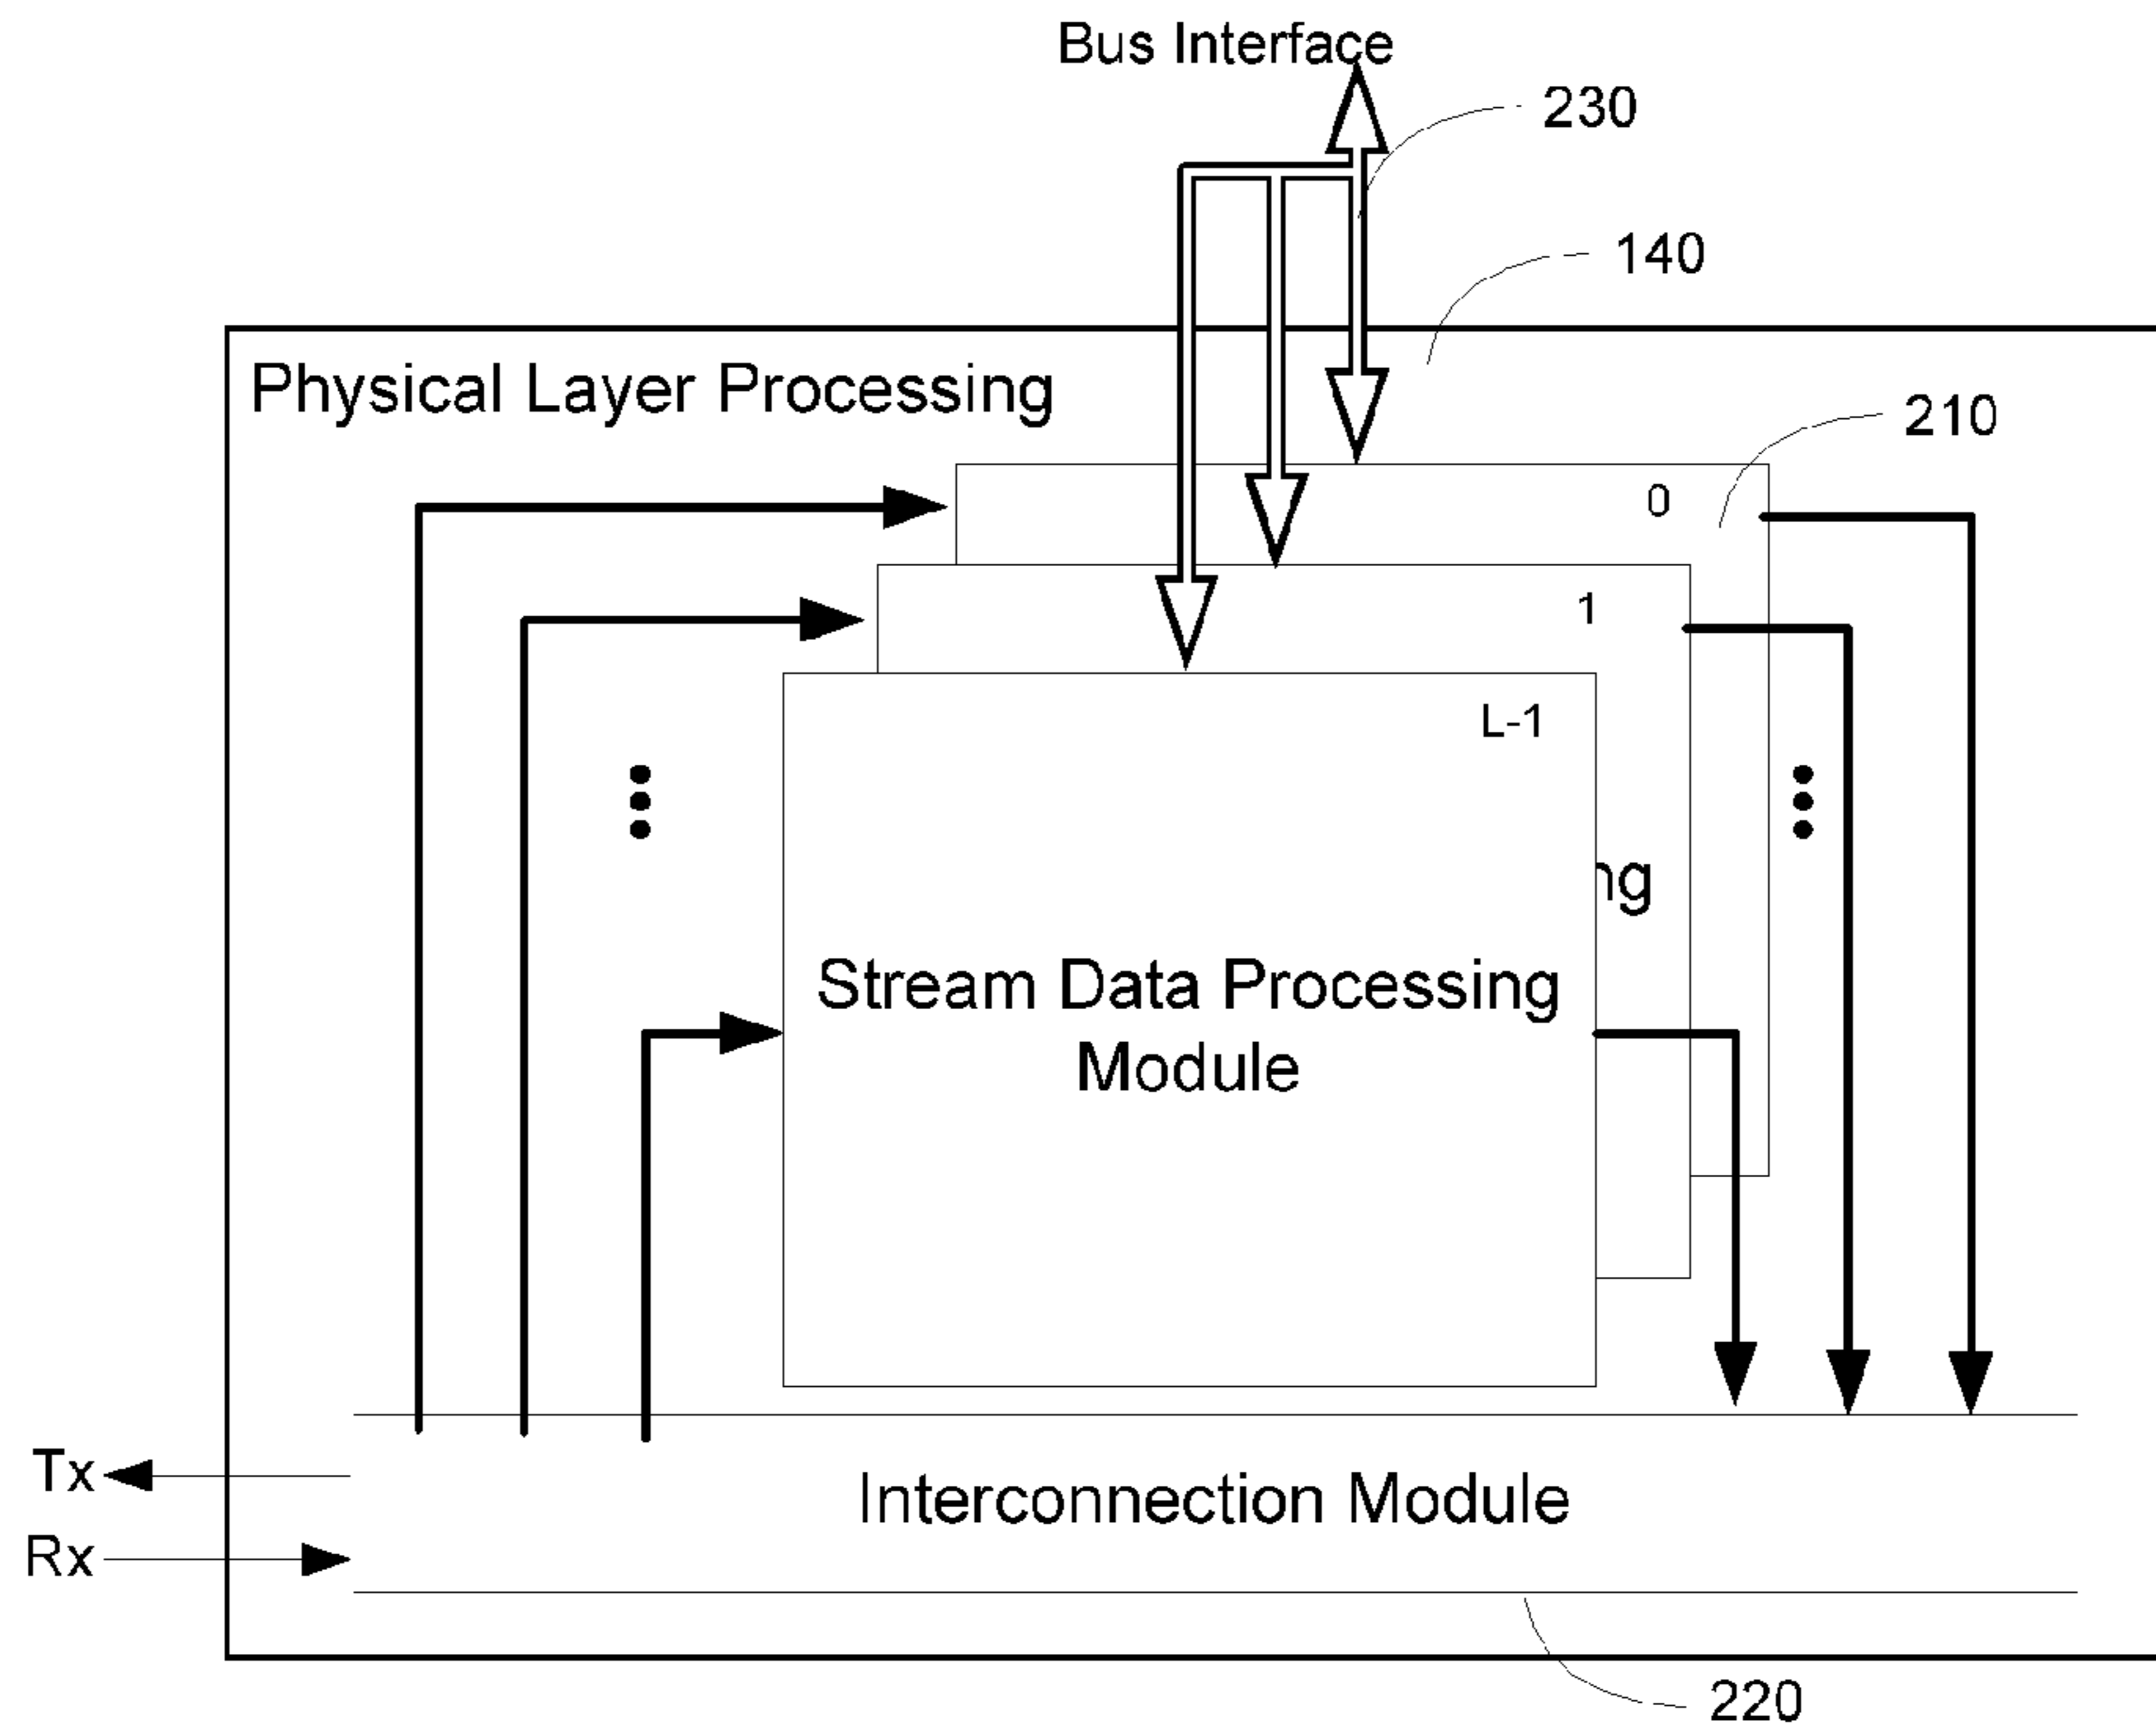 Bus Interface
230
140
Physical Layer Processing
210
0
1
L-1
ng
Stream Data Processing
Module
Tx
Interconnection Module
Rx
220